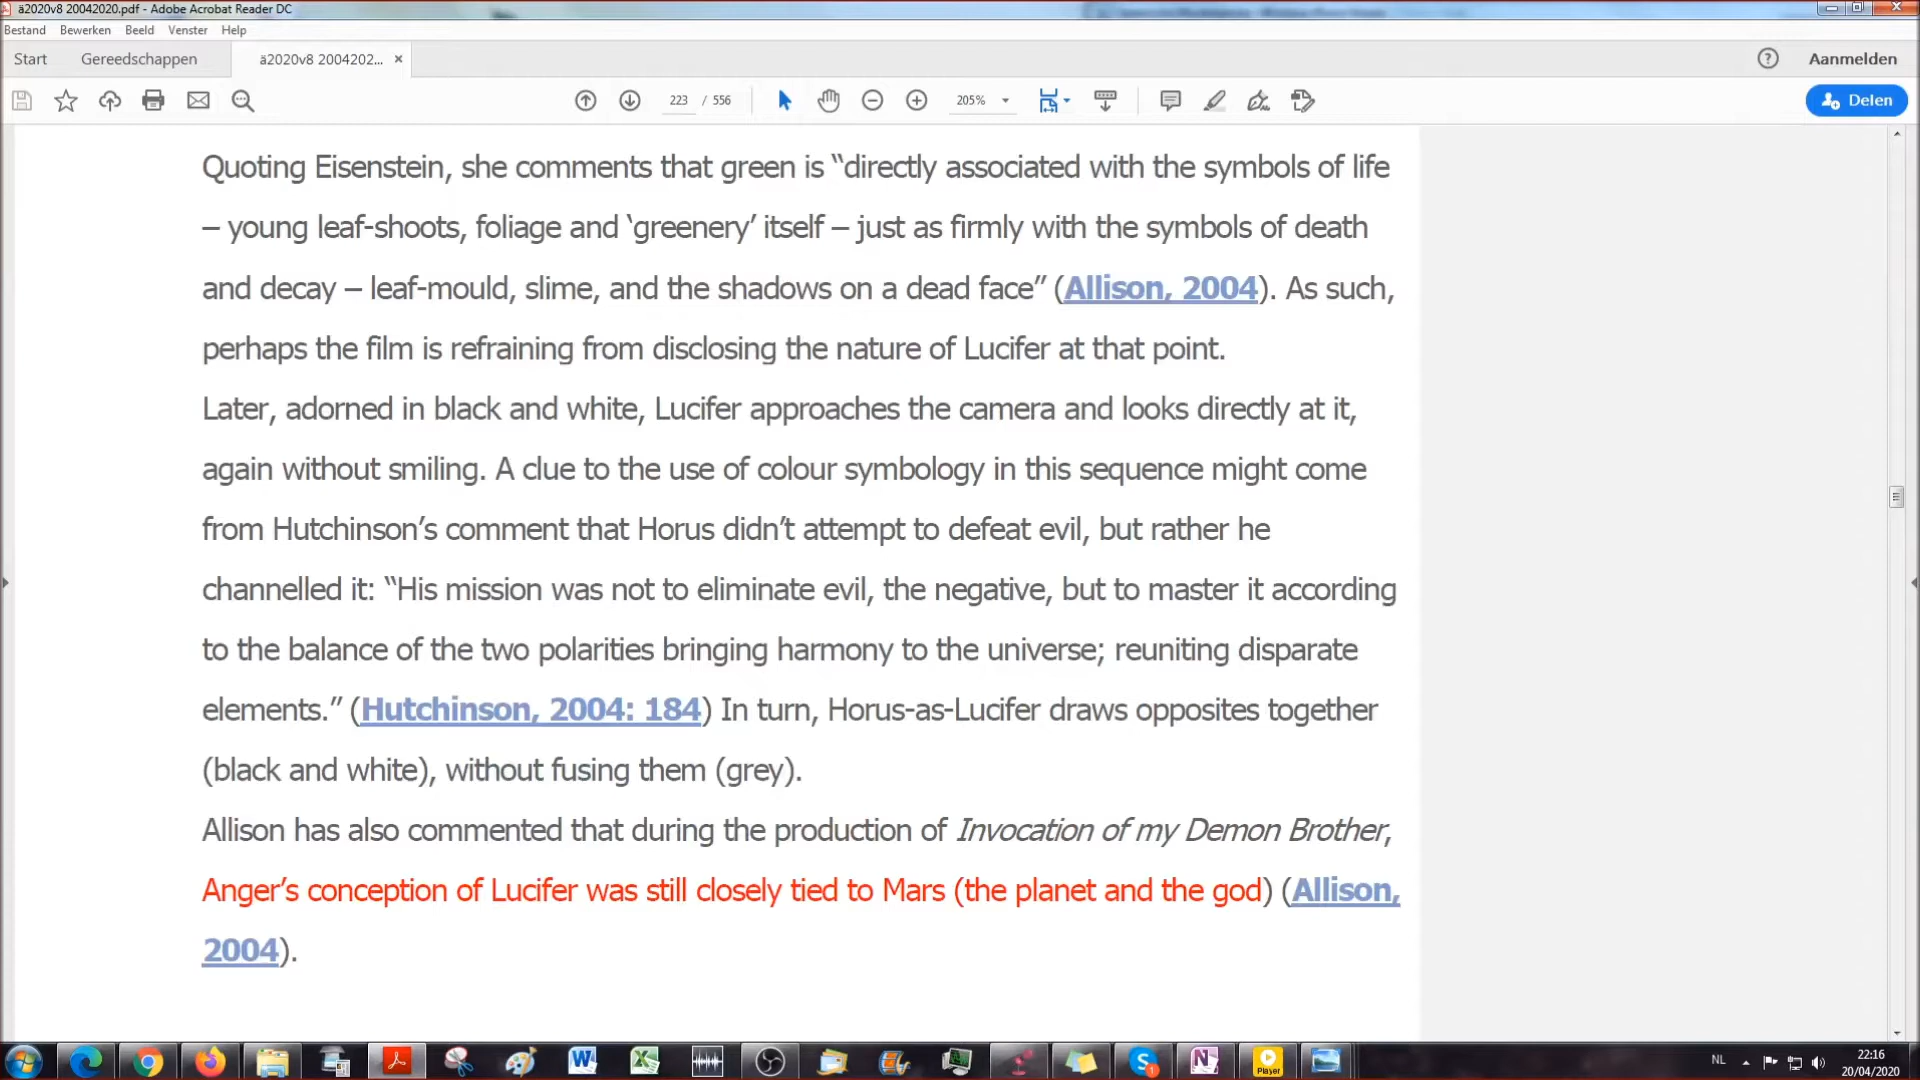 ä2020v8 20042020.pdf - Adobe Acrobat Reader DC
Bestand Bewerken Beeld Venster Help
Start Gereedschappen ä2020v8 2004202... × Aanmelden
223 / 556 205% Delen
Quoting Eisenstein, she comments that green is “directly associated with the symbols of life
– young leaf-shoots, foliage and ‘greenery’ itself – just as firmly with the symbols of death
and decay – leaf-mould, slime, and the shadows on a dead face” (Allison, 2004). As such,
perhaps the film is refraining from disclosing the nature of Lucifer at that point.
Later, adorned in black and white, Lucifer approaches the camera and looks directly at it,
again without smiling. A clue to the use of colour symbology in this sequence might come
from Hutchinson’s comment that Horus didn’t attempt to defeat evil, but rather he
channelled it: “His mission was not to eliminate evil, the negative, but to master it according
to the balance of the two polarities bringing harmony to the universe; reuniting disparate
elements.” (Hutchinson, 2004: 184) In turn, Horus-as-Lucifer draws opposites together
(black and white), without fusing them (grey).
Allison has also commented that during the production of Invocation of my Demon Brother,
Anger’s conception of Lucifer was still closely tied to Mars (the planet and the god) (Allison,
2004).
Player
NL
22:16
20/04/2020